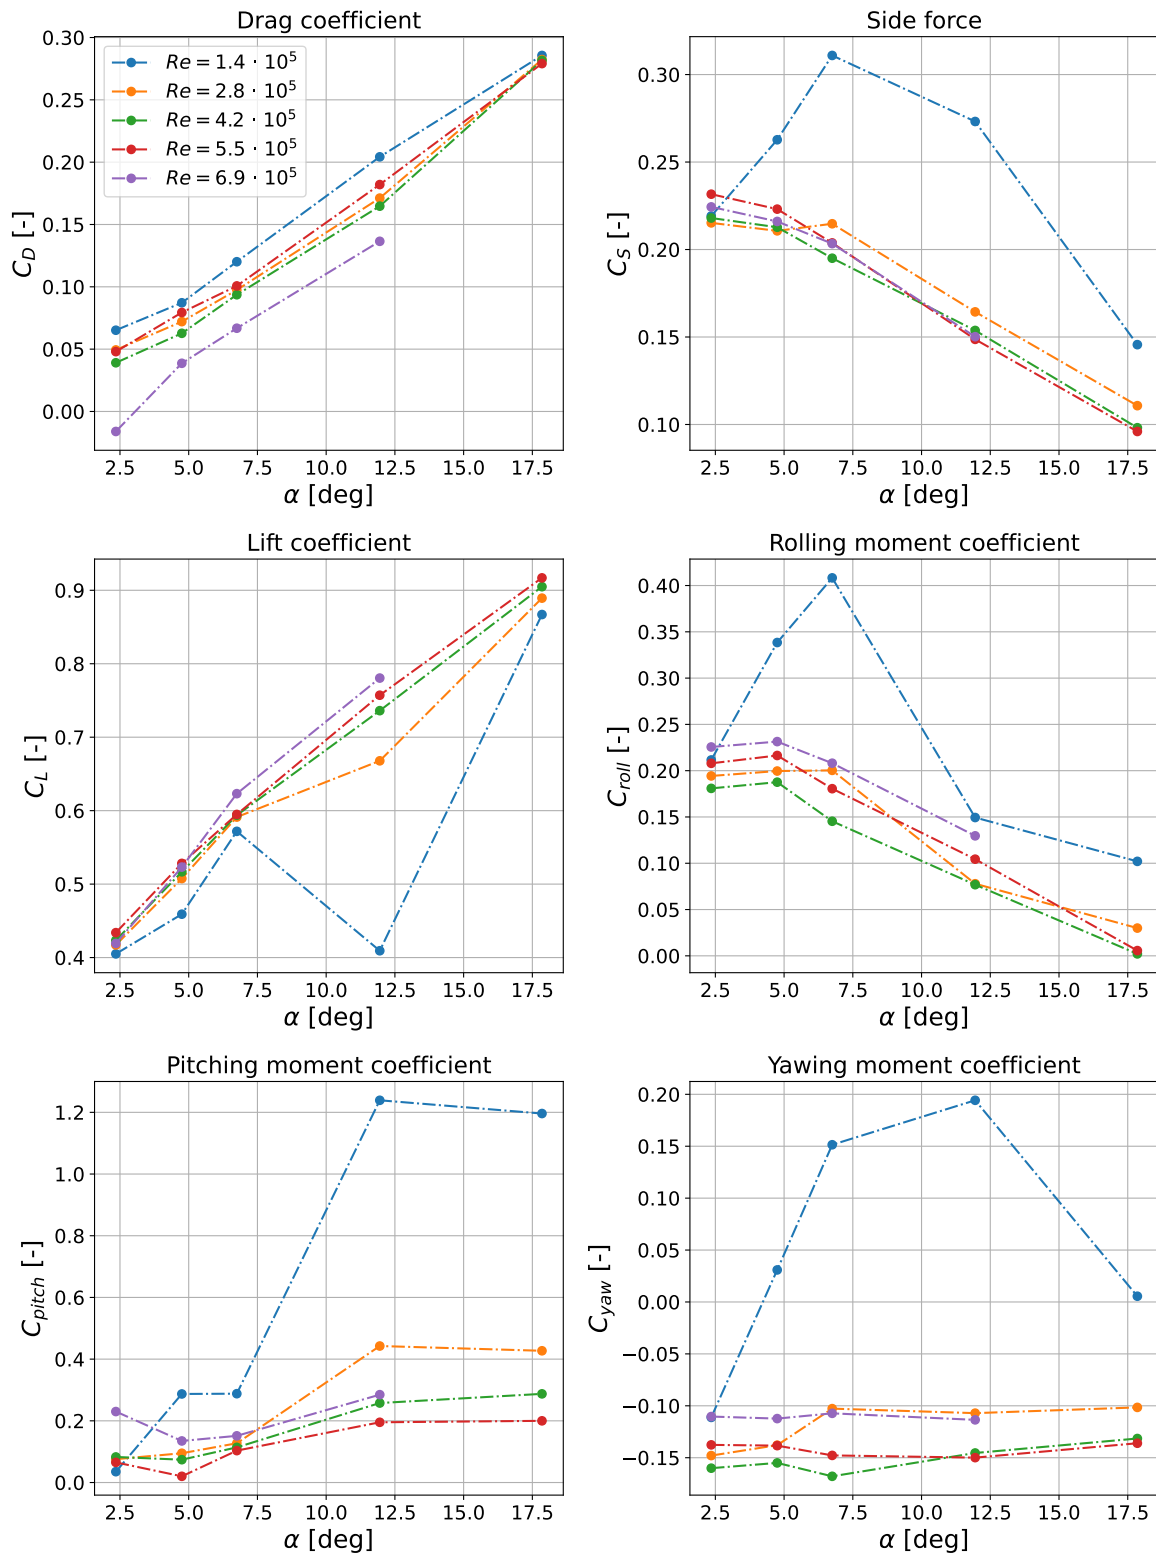 Drag coefficient
0.30
0.25
0.20
0.15
0.10
0.05
0.00
C_D [-]
Re = 1.4 · 10⁵
Re = 2.8 · 10⁵
Re = 4.2 · 10⁵
Re = 5.5 · 10⁵
Re = 6.9 · 10⁵
2.5 5.0 7.5 10.0 12.5 15.0 17.5
α [deg]
Side force
0.30
0.25
0.20
0.15
0.10
C_S [-]
2.5 5.0 7.5 10.0 12.5 15.0 17.5
α [deg]
Lift coefficient
0.9
0.8
0.7
0.6
0.5
0.4
C_L [-]
2.5 5.0 7.5 10.0 12.5 15.0 17.5
α [deg]
Rolling moment coefficient
0.40
0.35
0.30
0.25
0.20
0.15
0.10
0.05
0.00
C_roll [-]
2.5 5.0 7.5 10.0 12.5 15.0 17.5
α [deg]
Pitching moment coefficient
1.2
1.0
0.8
0.6
0.4
0.2
0.0
C_pitch [-]
2.5 5.0 7.5 10.0 12.5 15.0 17.5
α [deg]
Yawing moment coefficient
0.20
0.15
0.10
0.05
0.00
−0.05
−0.10
−0.15
C_yaw [-]
2.5 5.0 7.5 10.0 12.5 15.0 17.5
α [deg]